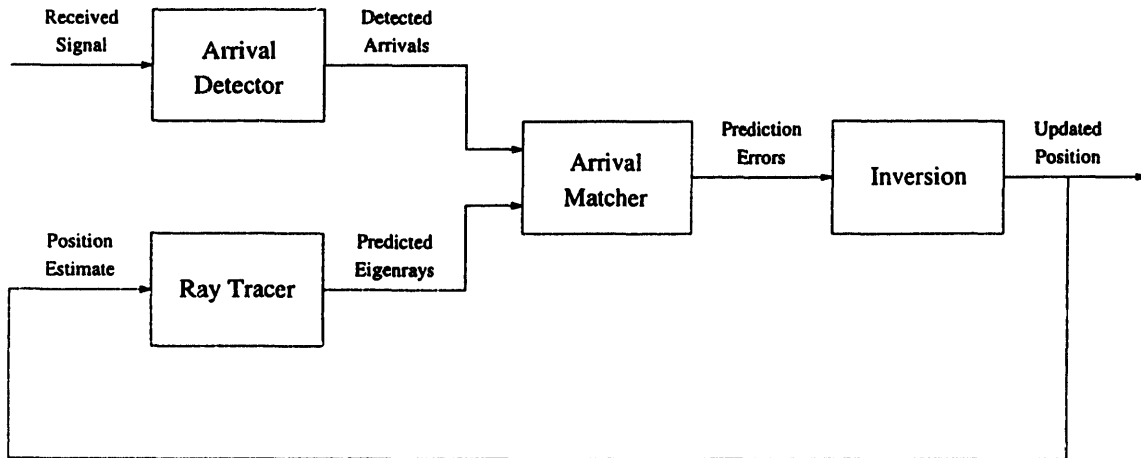 Received
Signal
Arrival
Detector
Detected
Arrivals
Arrival
Matcher
Prediction
Errors
Inversion
Updated
Position
Position
Estimate
Ray Tracer
Predicted
Eigenrays